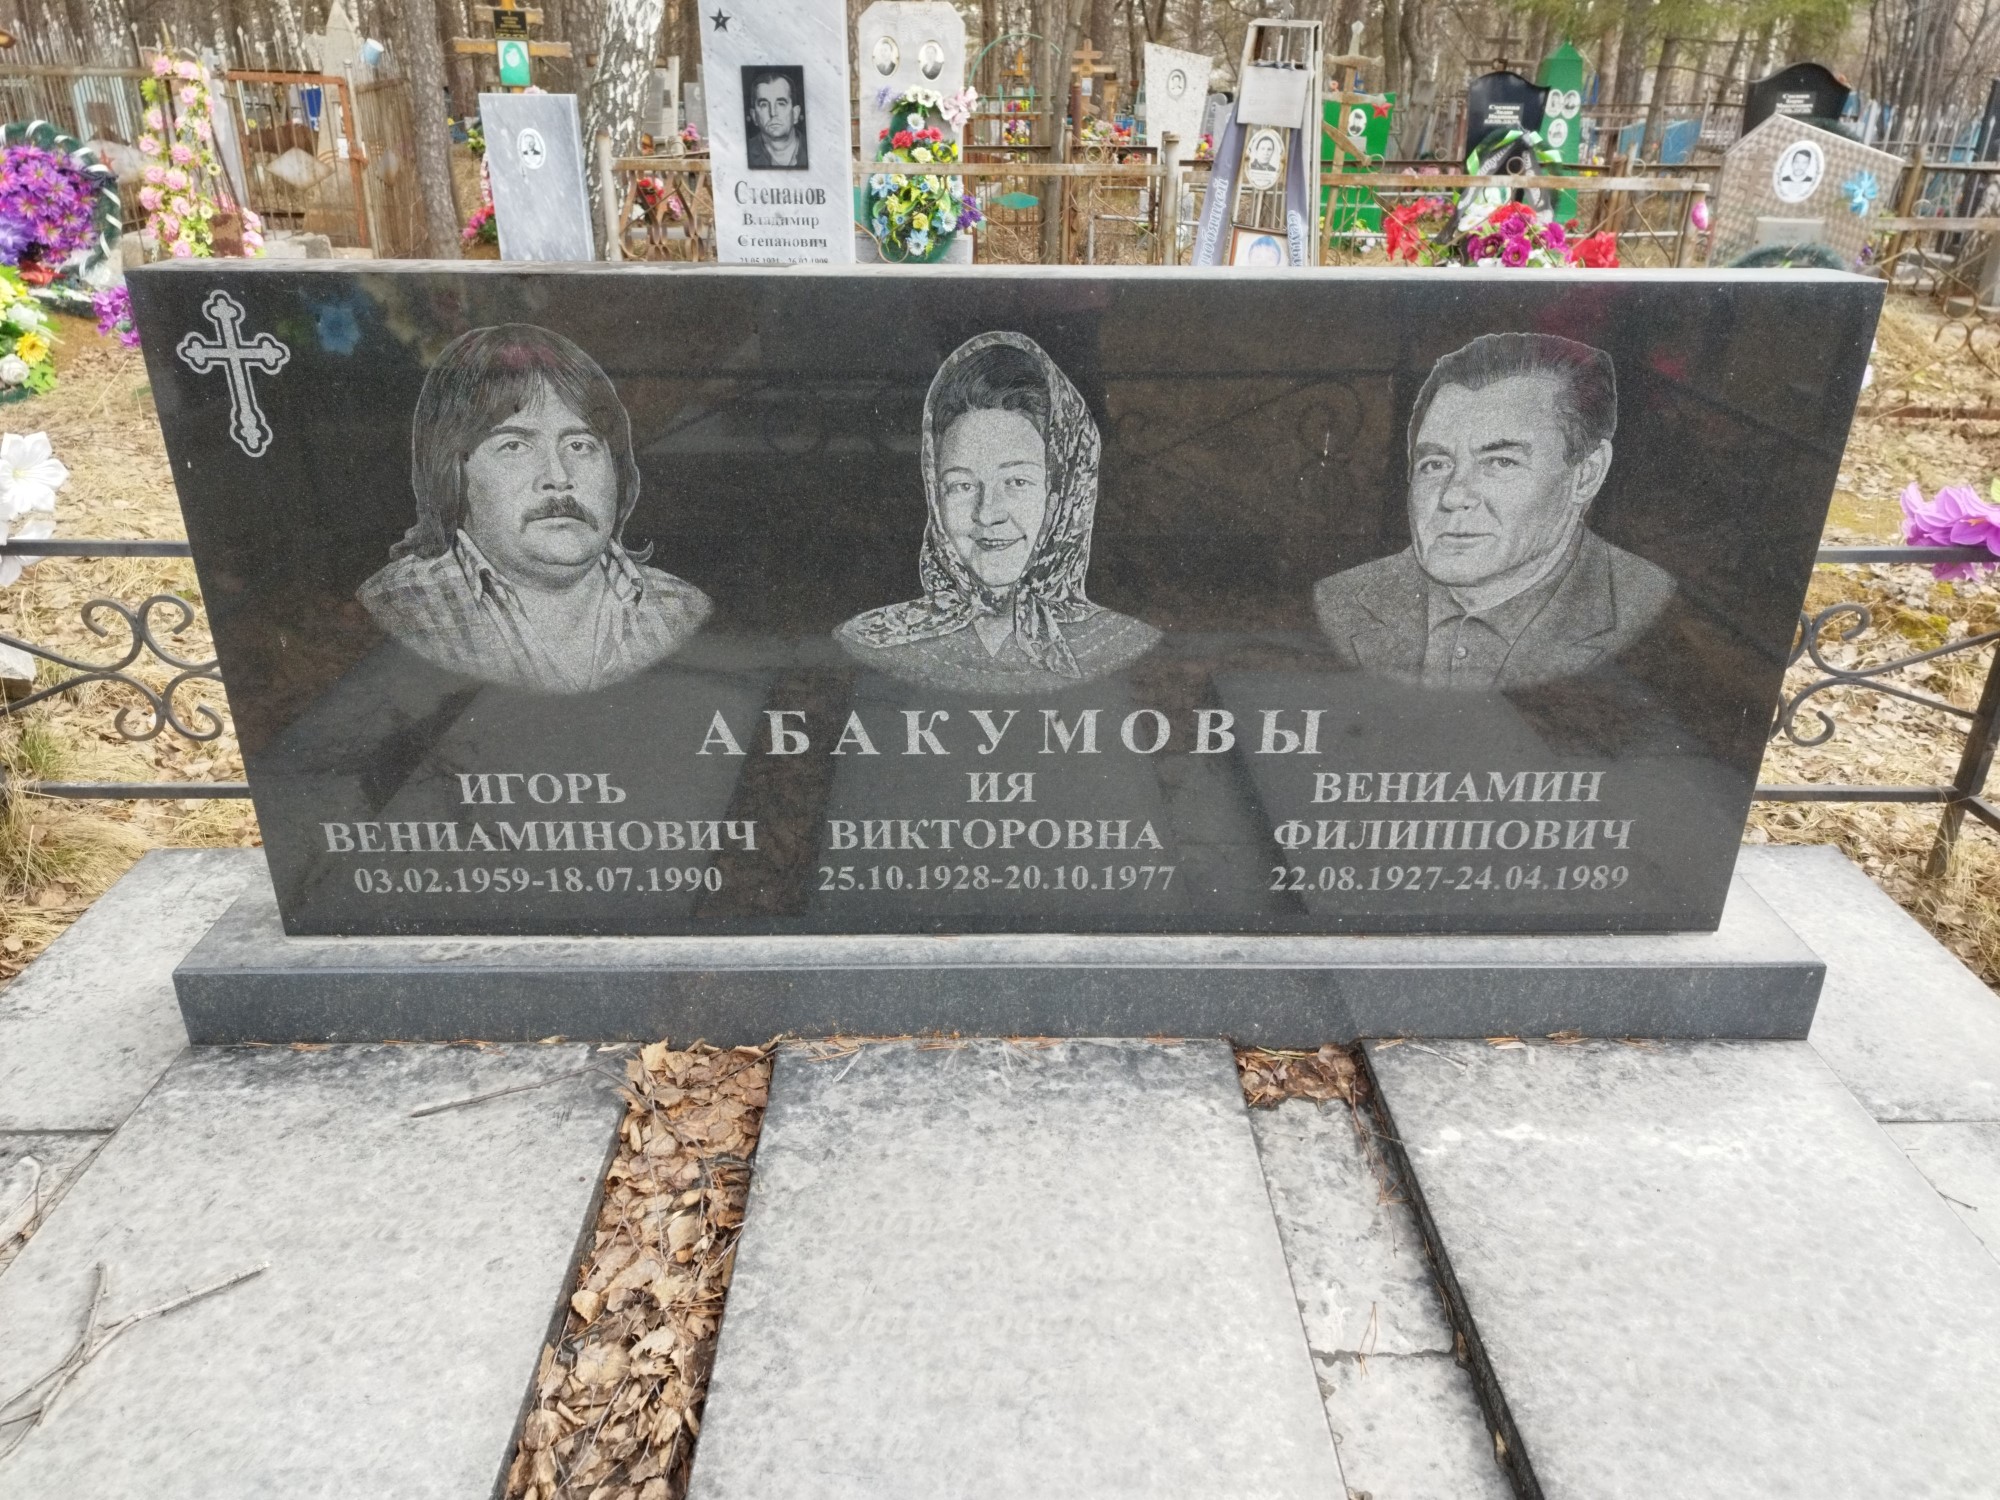 Степанов
Владимир
Степанович
АБАКУМОВЫ
ИГОРЬ
ВЕНИАМИНОВИЧ
03.02.1959-18.07.1990
ИЯ
ВИКТОРОВНА
25.10.1928-20.10.1977
ВЕНИАМИН
ФИЛИППОВИЧ
22.08.1927-24.04.1989